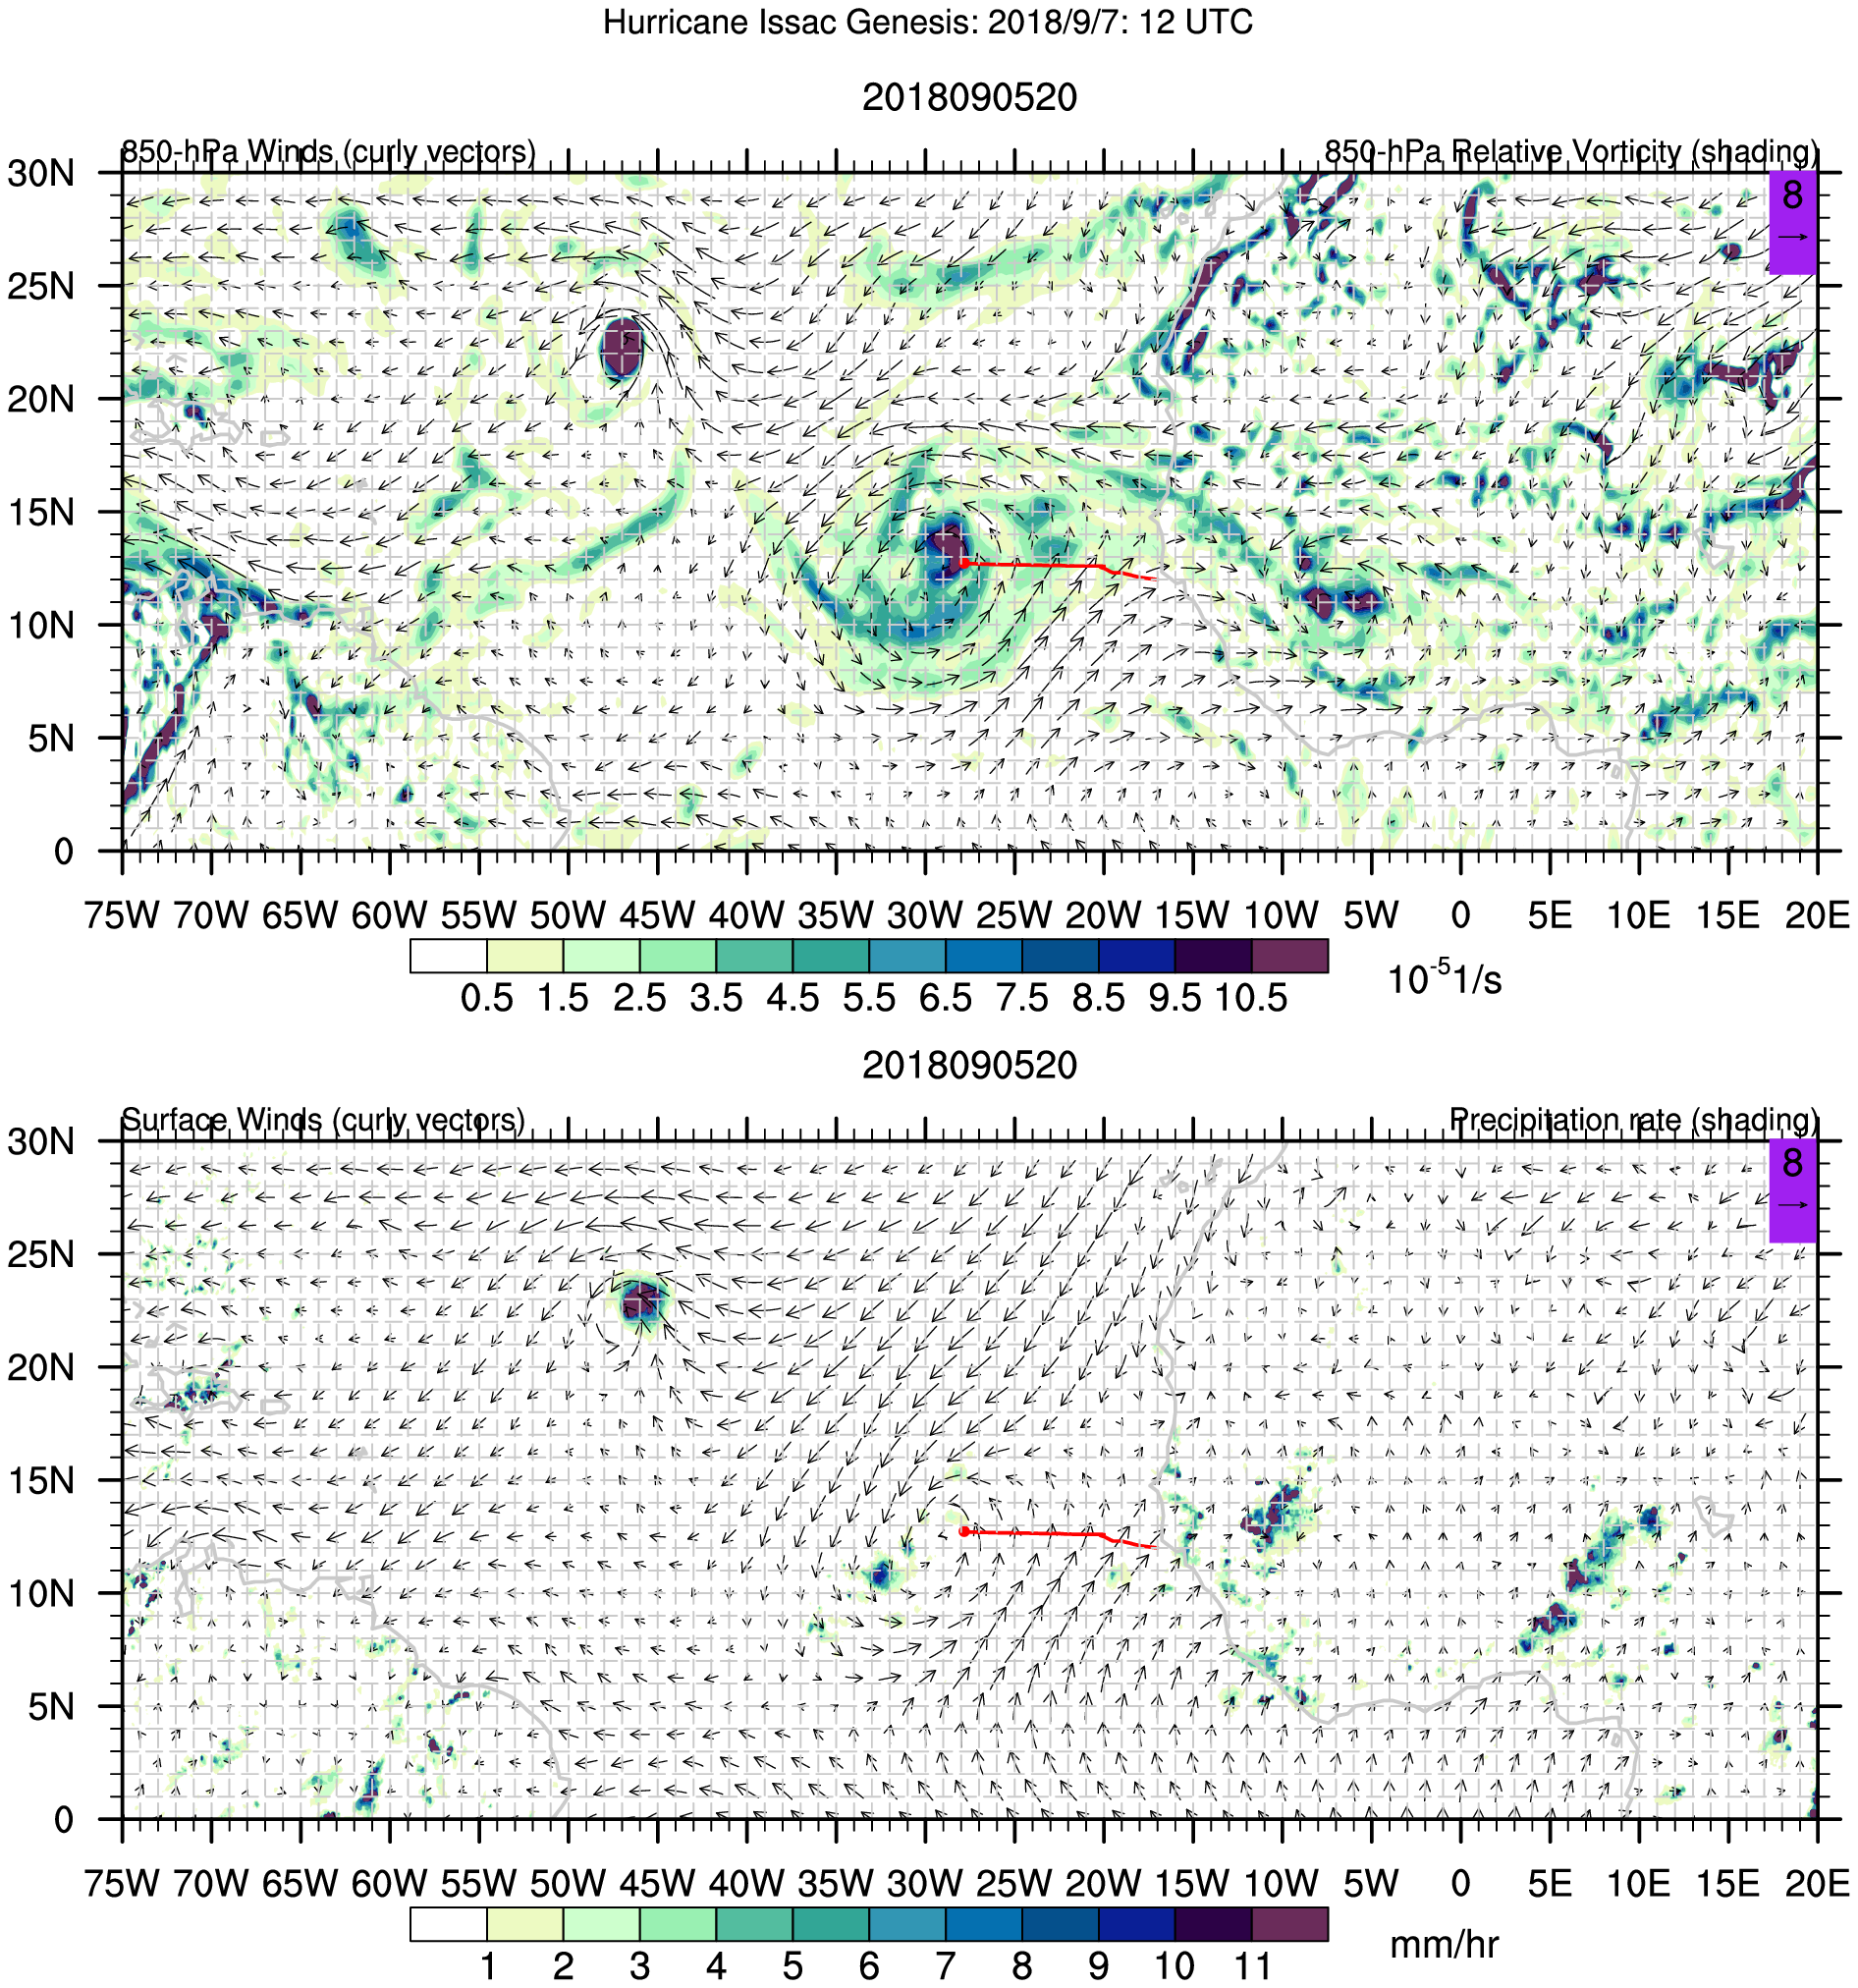 Hurricane Issac Genesis: 2018/9/7: 12 UTC
2018090520
850-hPa Winds (curly vectors) 850-hPa Relative Vorticity (shading)
30N
8
25N
20N
15N
10N
5N
0
75W 70W 65W 60W 55W 50W 45W 40W 35W 30W 25W 20W 15W 10W 5W 0 5E 10E 15E 20E
0.5 1.5 2.5 3.5 4.5 5.5 6.5 7.5 8.5 9.5 10.5
10-51/s
2018090520
Surface Winds (curly vectors) Precipitation rate (shading)
30N
8
25N
20N
15N
10N
5N
0
75W 70W 65W 60W 55W 50W 45W 40W 35W 30W 25W 20W 15W 10W 5W 0 5E 10E 15E 20E
1 2 3 4 5 6 7 8 9 10 11
mm/hr